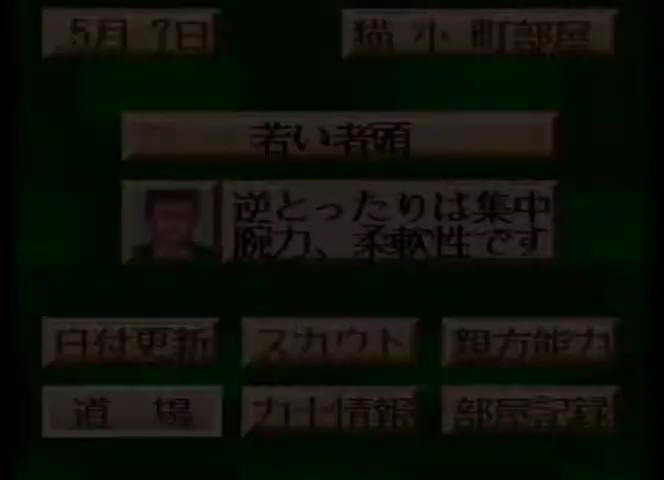 5月 7日
猫小町部屋
若い者頭
逆とったりは集中
腕力、柔軟性です
日付更新
スカウト
親方能力
道 場
力士情報
部屋記録